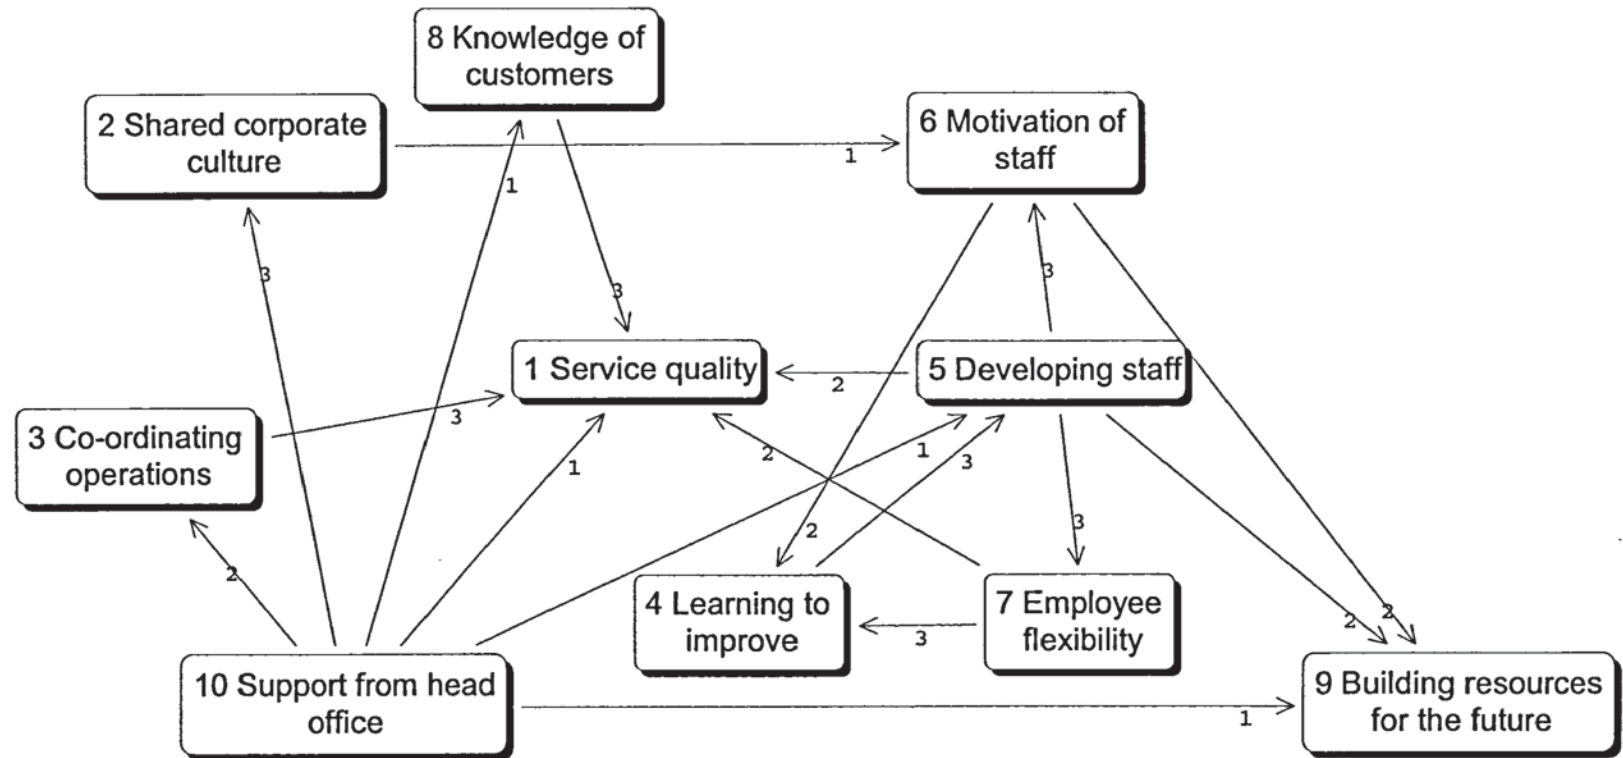 8 Knowledge of
customers
2 Shared corporate
culture
6 Motivation of
staff
1
1
3
3
3
1 Service quality
5 Developing staff
2
3 Co-ordinating
operations
3
1
2
1
3
2
2
3
4 Learning to
improve
7 Employee
flexibility
3
2
2
10 Support from head
office
1
9 Building resources
for the future